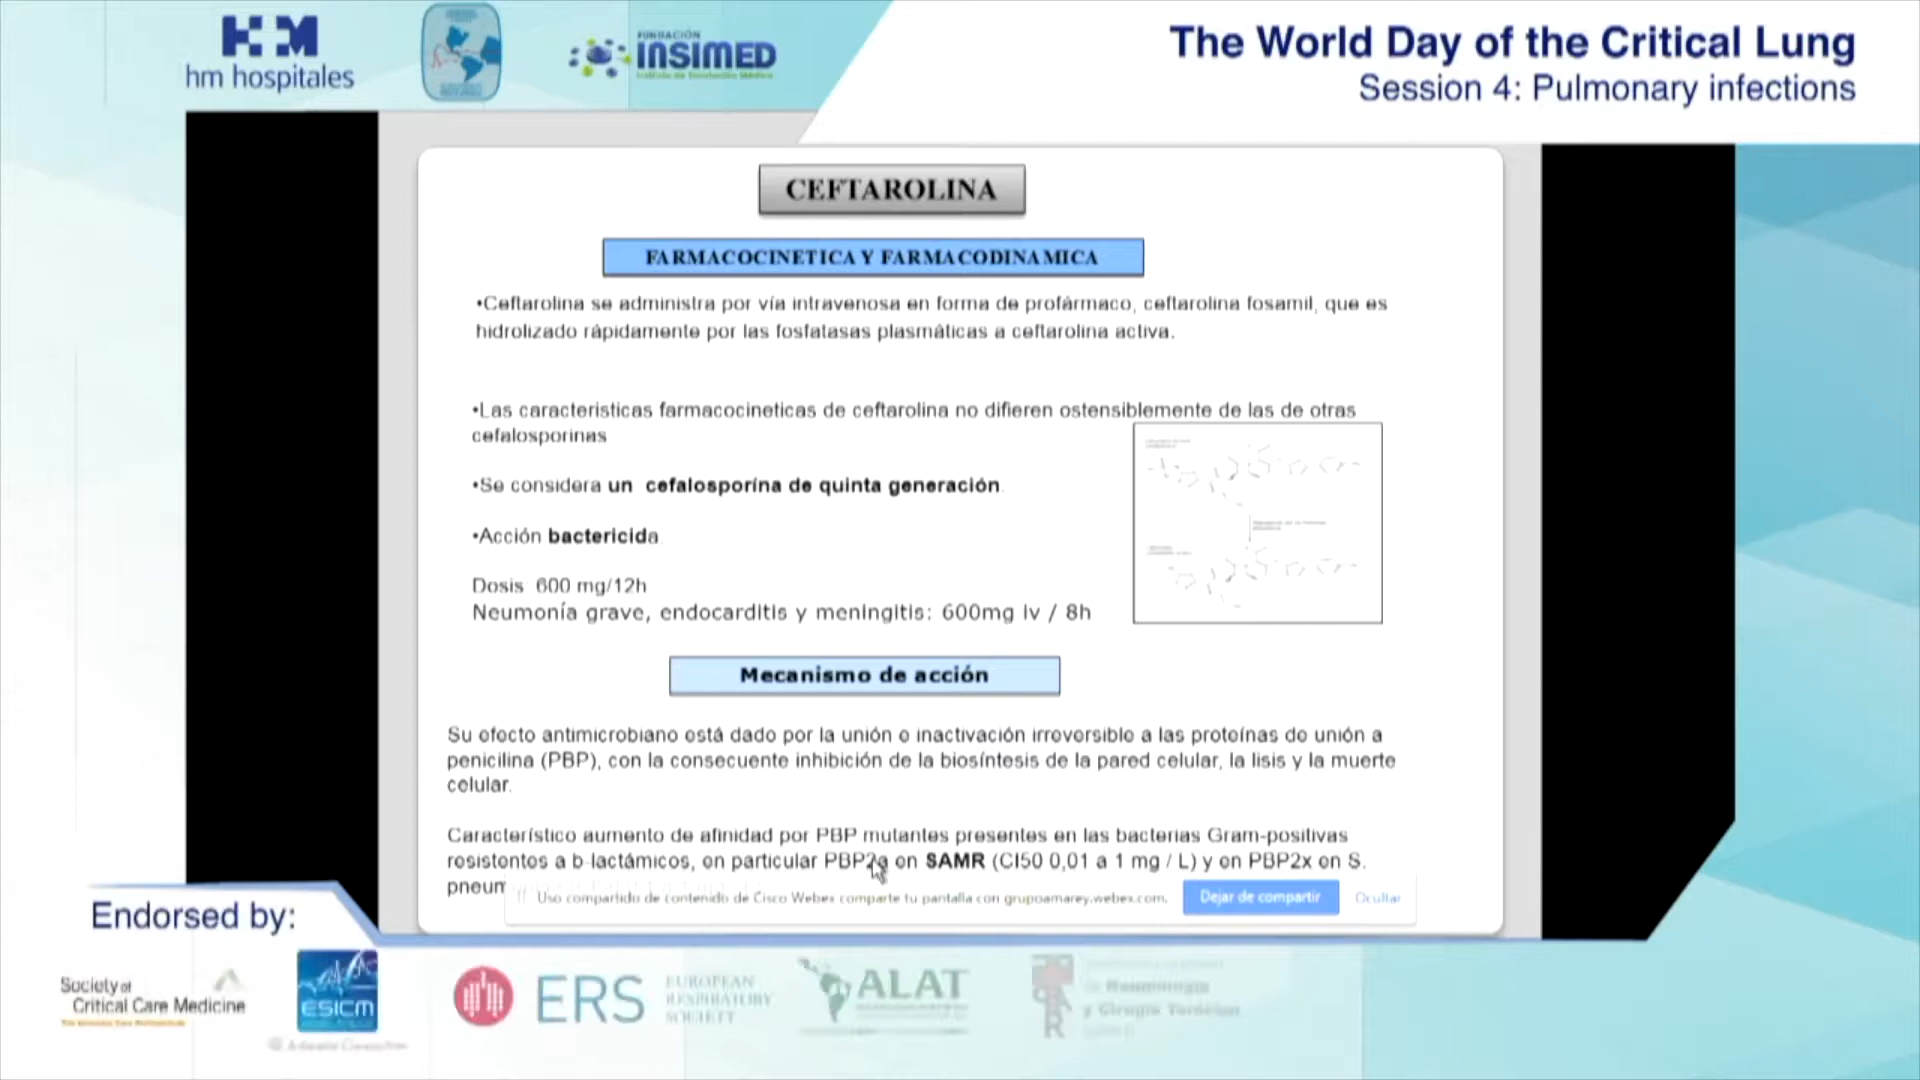 hm hospitales
FUNDACIÓN
INSIMED
The World Day of the Critical Lung
Session 4: Pulmonary infections
CEFTAROLINA
FARMACOCINETICA Y FARMACODINAMICA
•Ceftarolina se administra por vía intravenosa en forma de profármaco, ceftarolina fosamil, que es
hidrolizado rápidamente por las fosfatasas plasmáticas a ceftarolina activa.
•Las caracteristicas farmacocineticas de ceftarolina no difieren ostensiblemente de las de otras
cefalosporinas
•Se considera un cefalosporina de quinta generación.
•Acción bactericida.
Dosis 600 mg/12h
Neumonía grave, endocarditis y meningitis: 600mg iv / 8h
Mecanismo de acción
Su efecto antimicrobiano está dado por la unión e inactivación irreversible a las proteínas de unión a
penicilina (PBP), con la consecuente inhibición de la biosíntesis de la pared celular, la lisis y la muerte
celular.
Característico aumento de afinidad por PBP mutantes presentes en las bacterias Gram-positivas
resistentes a b-lactámicos, en particular PBP2a en SAMR (CI50 0,01 a 1 mg / L) y en PBP2x en S.
pneum
Uso compartido de contenido de Cisco Webex comparte tu pantalla con grupoamarey.webex.com.
Dejar de compartir
Ocultar
Endorsed by:
Society of
Critical Care Medicine
ESICM
ERS
EUROPEAN
RESPIRATORY
SOCIETY
ALAT
de Neumología
y Cirugía Torácica